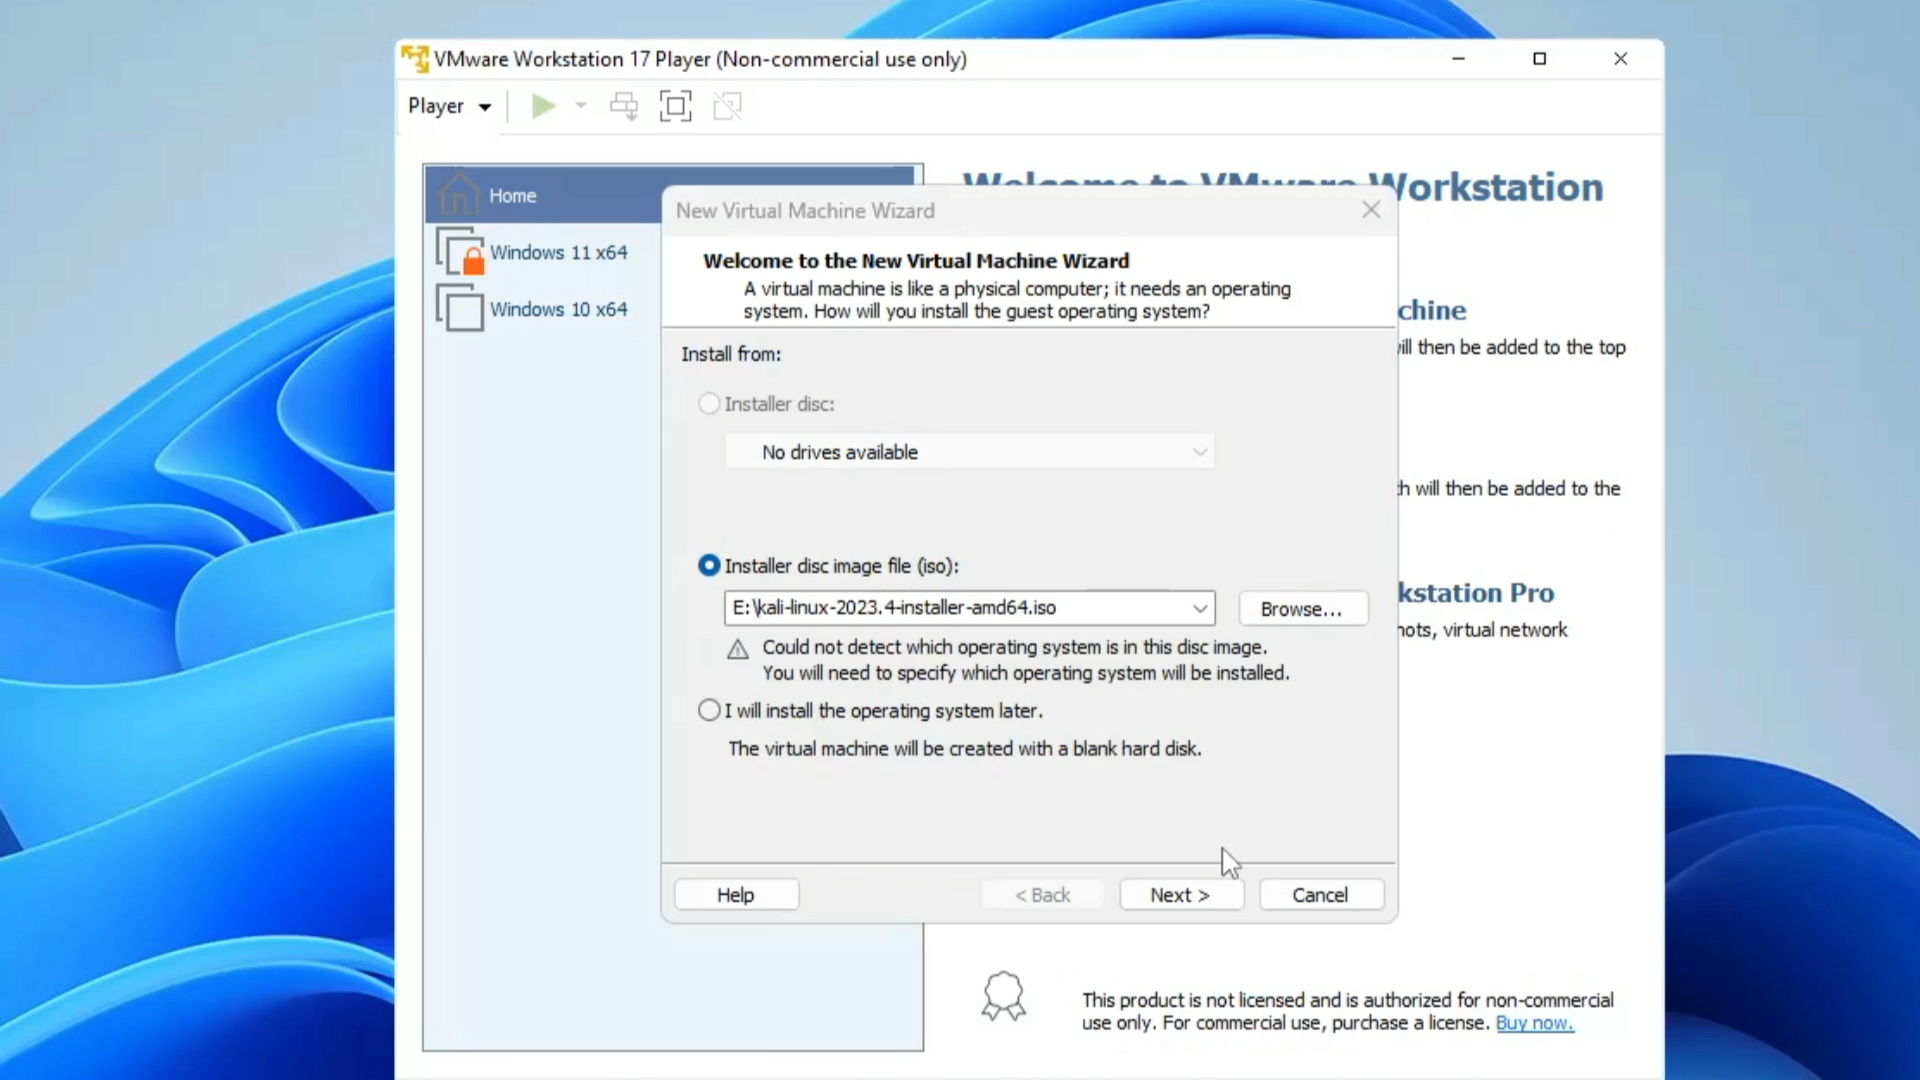 VMware Workstation 17 Player (Non-commercial use only)
Player
Home
Windows 11 x64
Windows 10 x64
Welcome to VMware Workstation
New Virtual Machine Wizard
Welcome to the New Virtual Machine Wizard
A virtual machine is like a physical computer; it needs an operating
system. How will you install the guest operating system?
chine
ill then be added to the top
Install from:
Installer disc:
No drives available
h will then be added to the
Installer disc image file (iso):
E:\kali-linux-2023.4-installer-amd64.iso
Browse...
kstation Pro
hots, virtual network
Could not detect which operating system is in this disc image.
You will need to specify which operating system will be installed.
I will install the operating system later.
The virtual machine will be created with a blank hard disk.
Help
< Back
Next >
Cancel
This product is not licensed and is authorized for non-commercial
use only. For commercial use, purchase a license. Buy now.